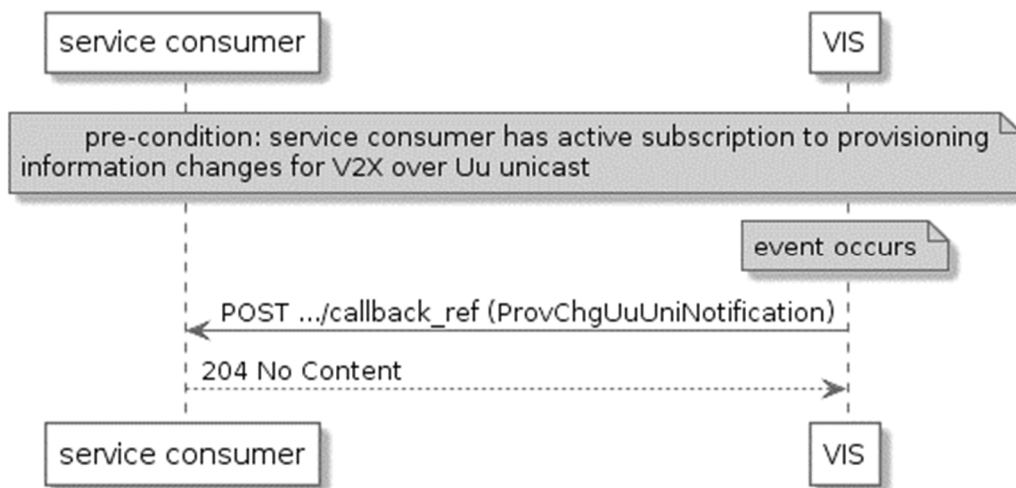 service consumer
VIS
pre-condition: service consumer has active subscription to provisioning
information changes for V2X over Uu unicast
event occurs
POST .../callback_ref (ProvChgUuUniNotification)
204 No Content
service consumer
VIS